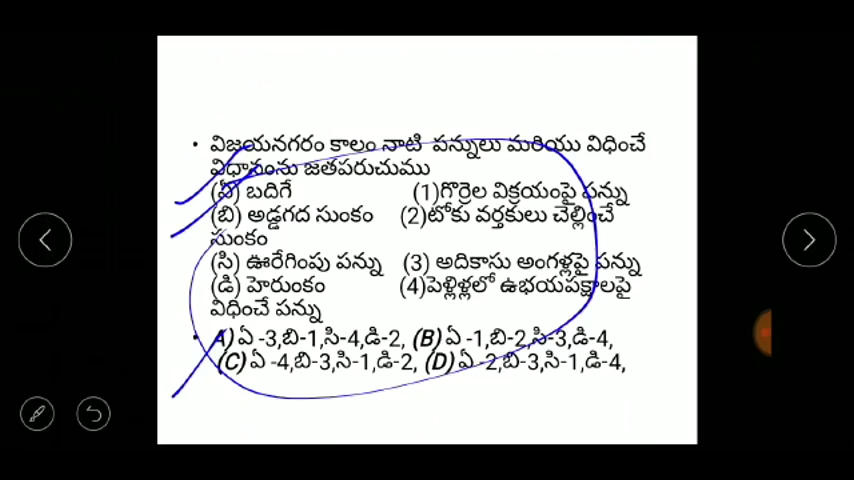 • విజయనగరం కాలం నాటి పన్నులు మరియు విధించే
విధానంను జతపరుచుము
(ఏ) బదిగే (1)గొర్రెల విక్రయంపై పన్ను
(బి) అడ్డగద సుంకం (2)టోకు వర్తకులు చెల్లించే
సుంకం
(సి) ఊరేగింపు పన్ను (3) అదికాసు అంగళ్లపై పన్ను
(డి) హెరుంకం (4)పెళ్లిళ్లలో ఉభయపక్షాలపై
విధించే పన్ను
• A)ఏ -3,బి-1,సి-4,డి-2, (B)ఏ -1,బి-2,సి-3,డి-4,
(C)ఏ -4,బి-3,సి-1,డి-2, (D)ఏ -2,బి-3,సి-1,డి-4,